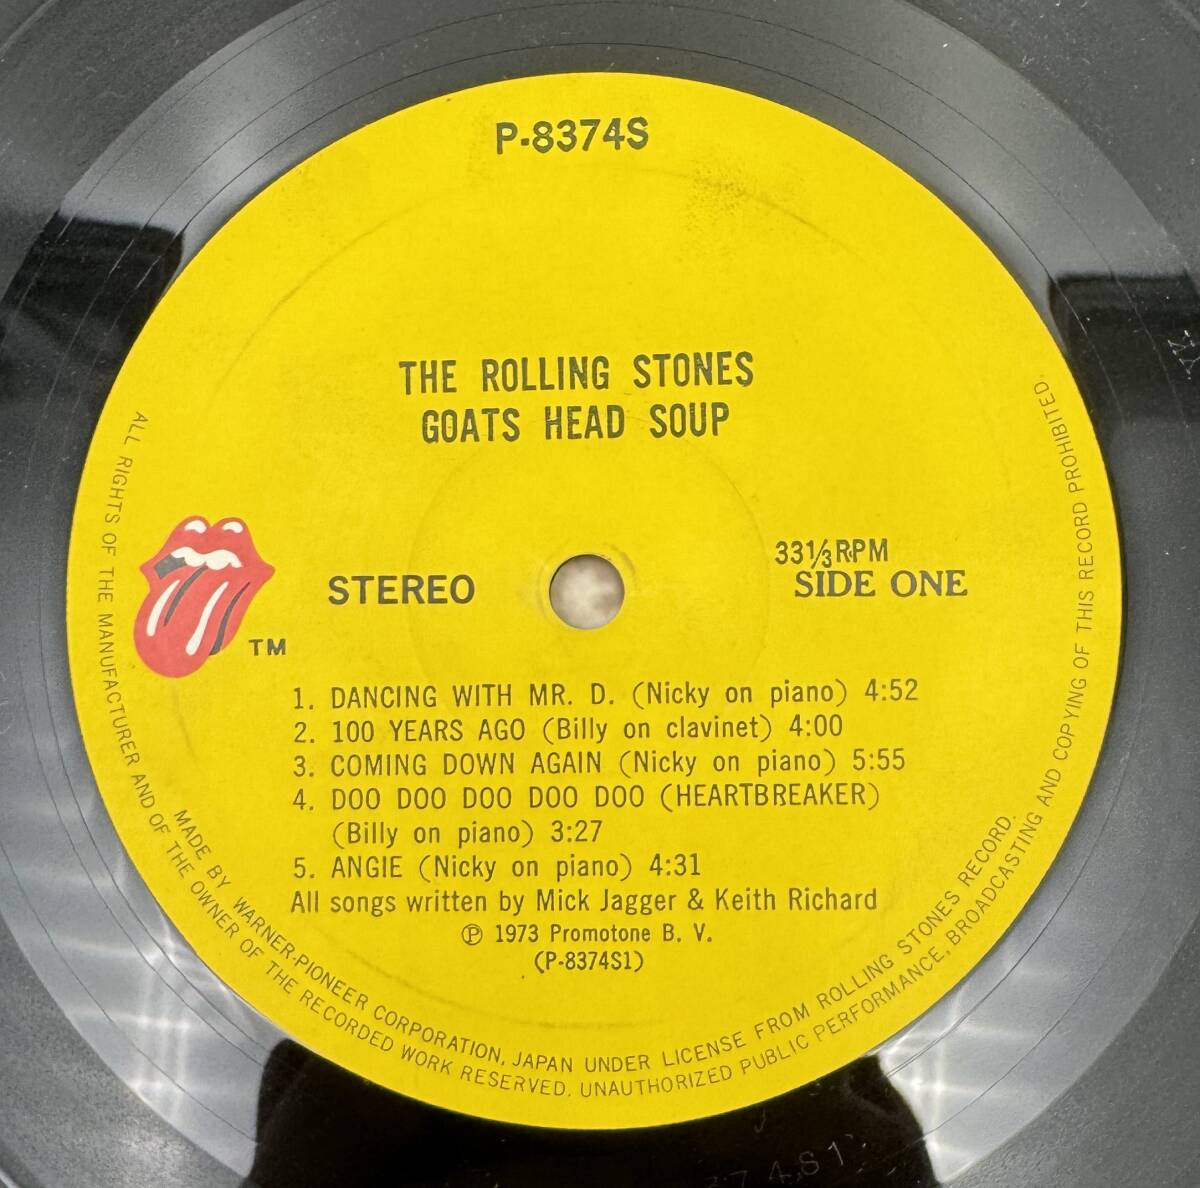 P-8374S
THE ROLLING STONES
GOATS HEAD SOUP
STEREO
33⅓RPM
SIDE ONE
TM
1. DANCING WITH MR. D. (Nicky on piano) 4:52
2. 100 YEARS AGO (Billy on clavinet) 4:00
3. COMING DOWN AGAIN (Nicky on piano) 5:55
4. DOO DOO DOO DOO DOO (HEARTBREAKER)
(Billy on piano) 3:27
5. ANGIE (Nicky on piano) 4:31
All songs written by Mick Jagger & Keith Richard
℗ 1973 Promotone B. V.
(P-8374S1)
MADE BY WARNER-PIONEER CORPORATION, JAPAN UNDER LICENSE FROM ROLLING STONES RECORD.
ALL RIGHTS OF THE MANUFACTURER AND OF THE OWNER OF THE RECORDED WORK RESERVED. UNAUTHORIZED PUBLIC PERFORMANCE, BROADCASTING AND COPYING OF THIS RECORD PROHIBITED.